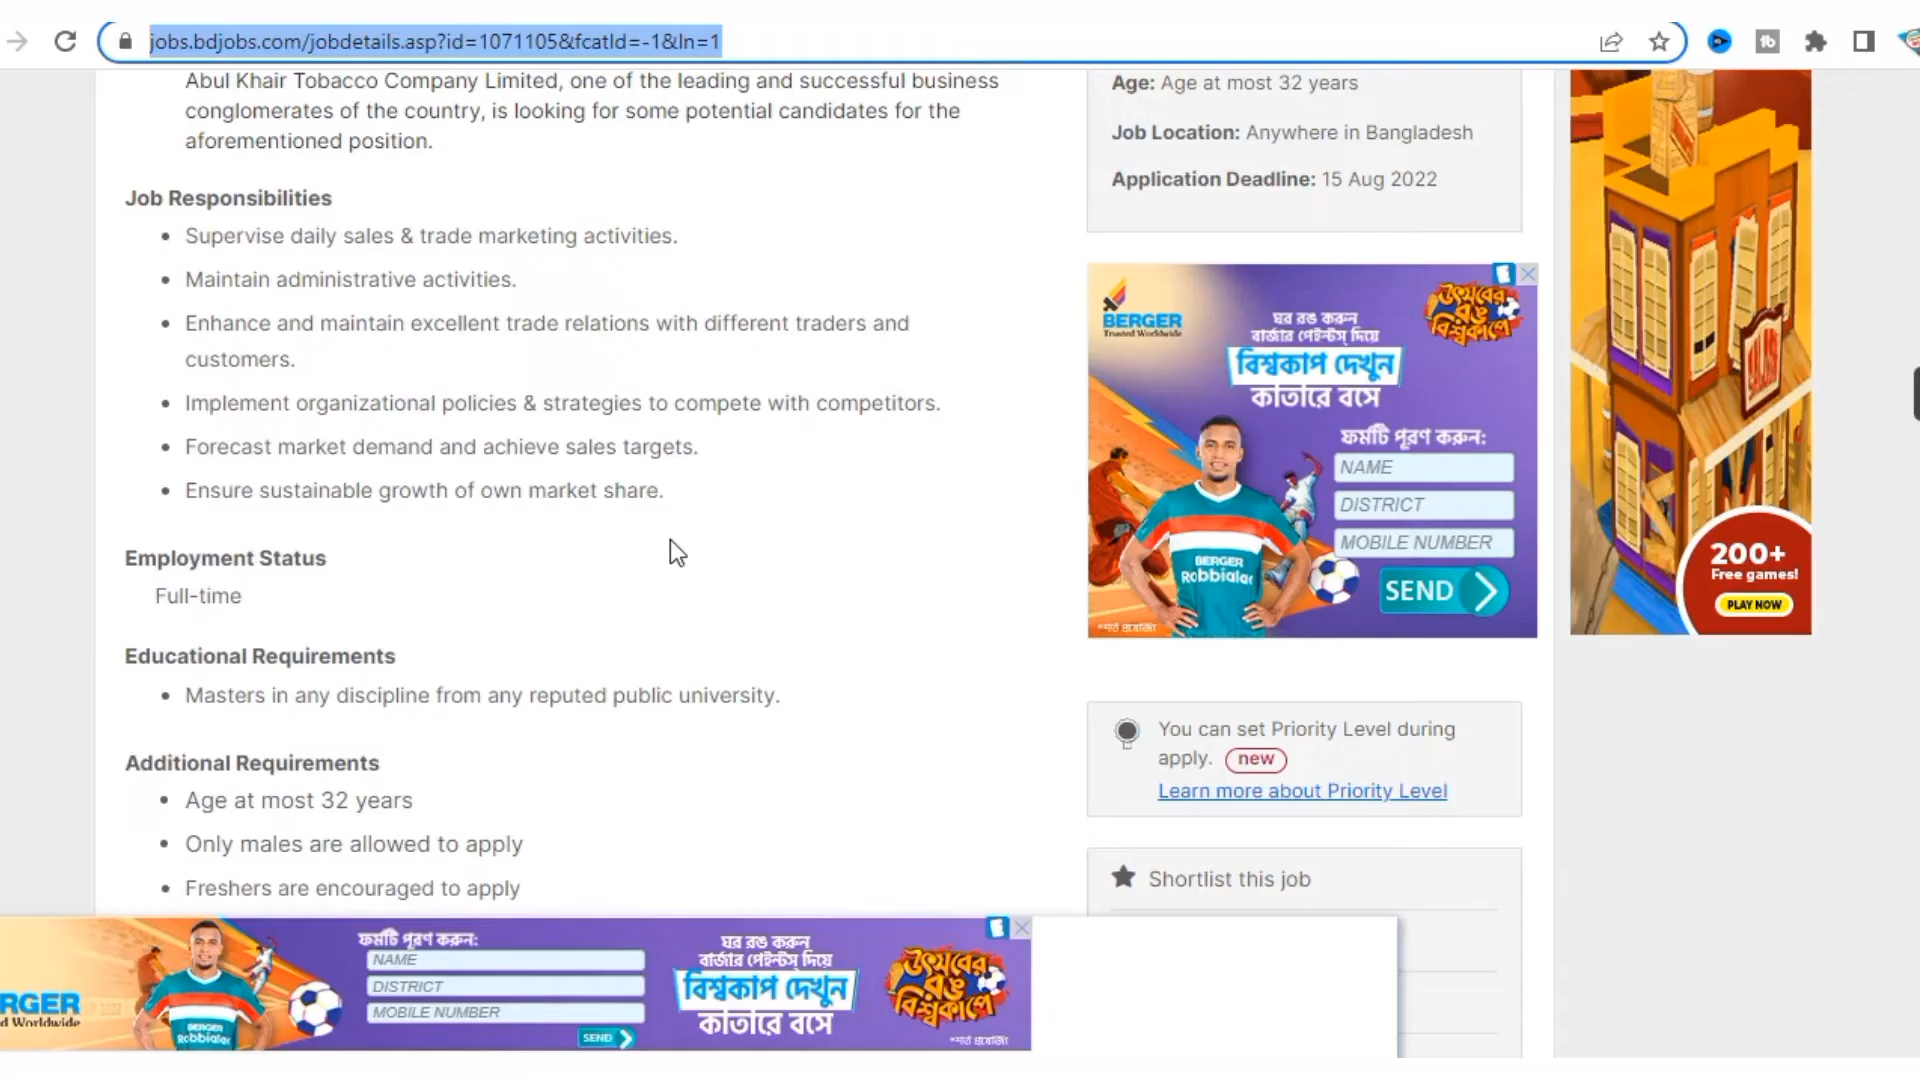 jobs.bdjobs.com/jobdetails.asp?id=1071105&fcatId=-1&ln=1
Abul Khair Tobacco Company Limited, one of the leading and successful business
conglomerates of the country, is looking for some potential candidates for the
aforementioned position.
Job Responsibilities
Supervise daily sales & trade marketing activities.
Maintain administrative activities.
Enhance and maintain excellent trade relations with different traders and
customers.
Implement organizational policies & strategies to compete with competitors.
Forecast market demand and achieve sales targets.
Ensure sustainable growth of own market share.
Employment Status
Full-time
Educational Requirements
Masters in any discipline from any reputed public university.
Additional Requirements
Age at most 32 years
Only males are allowed to apply
Freshers are encouraged to apply
Age: Age at most 32 years
Job Location: Anywhere in Bangladesh
Application Deadline: 15 Aug 2022
BERGER
Trusted Worldwide
ঘর রঙ করুন
বার্জার পেইন্টস্ দিয়ে
বিশ্বকাপ দেখুন
কাতারে বসে
উৎসবের
রঙ
বিশ্বকাপে
ফর্মটি পূরণ করুন:
NAME
DISTRICT
MOBILE NUMBER
SEND
BERGER
Robbialac
*শর্ত প্রযোজ্য
200+
Free games!
PLAY NOW
You can set Priority Level during
apply. new
Learn more about Priority Level
Shortlist this job
RGER
d Worldwide
BERGER
Robbialac
ফর্মটি পূরণ করুন:
NAME
DISTRICT
MOBILE NUMBER
SEND
ঘর রঙ করুন
বার্জার পেইন্টস্ দিয়ে
বিশ্বকাপ দেখুন
কাতারে বসে
উৎসবের
রঙ
বিশ্বকাপে
*শর্ত প্রযোজ্য